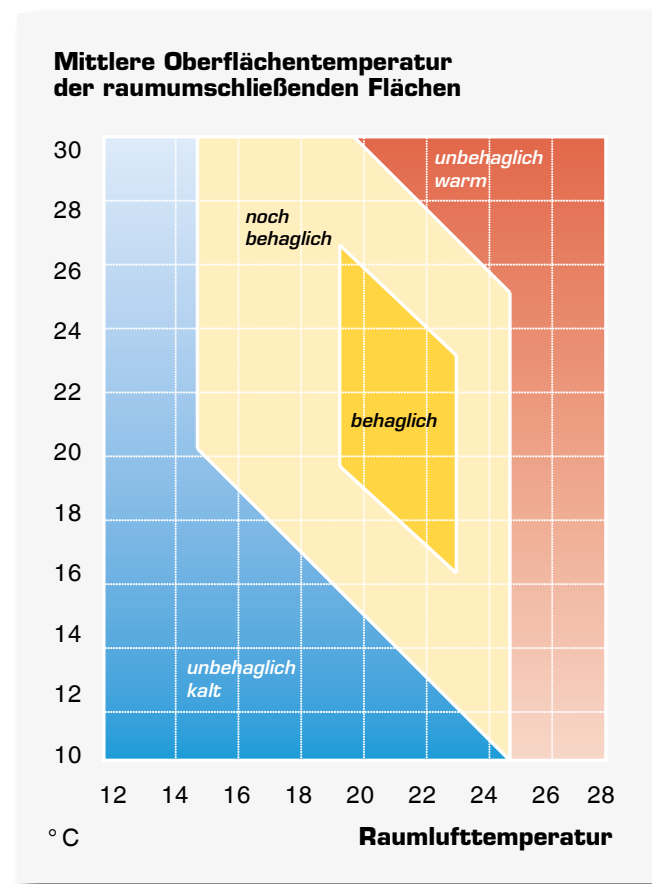 Mittlere Oberflächentemperatur
der raumumschließenden Flächen
30
unbehaglich
warm
28
noch
behaglich
26
24
22
behaglich
20
18
16
14
unbehaglich
kalt
12
10
12 14 16 18 20 22 24 26 28
° C
Raumlufttemperatur